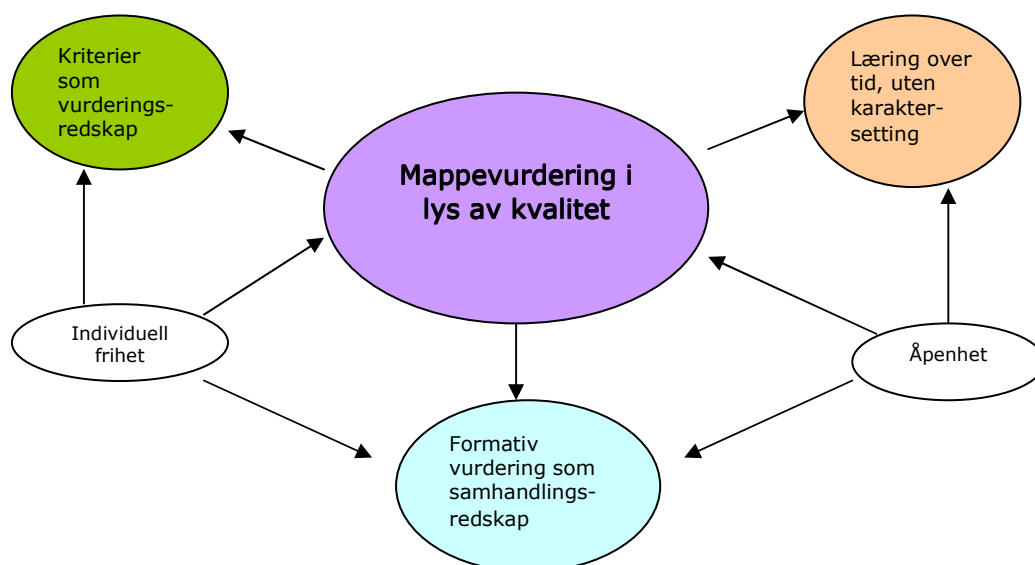 Kriterier
som
vurderings-
redskap
Læring over
tid, uten
karakter-
setting
Mappevurdering i
lys av kvalitet
Individuell
frihet
Åpenhet
Formativ
vurdering som
samhandlings-
redskap